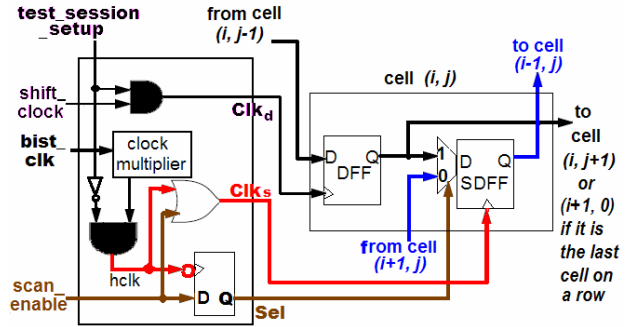 test_session
_setup
shift_
clock
bist_
clk
scan_
enable
clock
multiplier
hclk
D Q
Clk_d
Clk_s
Sel
from cell
(i, j-1)
cell (i, j)
D Q
DFF
1
0
D Q
SDFF
from cell
(i+1, j)
to cell
(i-1, j)
to
cell
(i, j+1)
or
(i+1, 0)
if it is
the last
cell on
a row